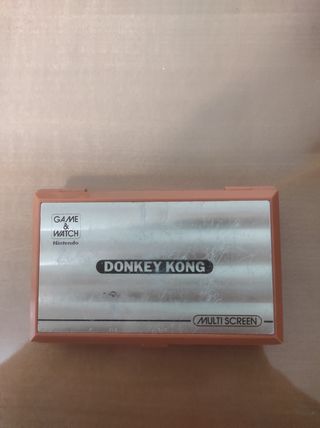 GAME
&
WATCH
Nintendo
DONKEY KONG
MULTI SCREEN